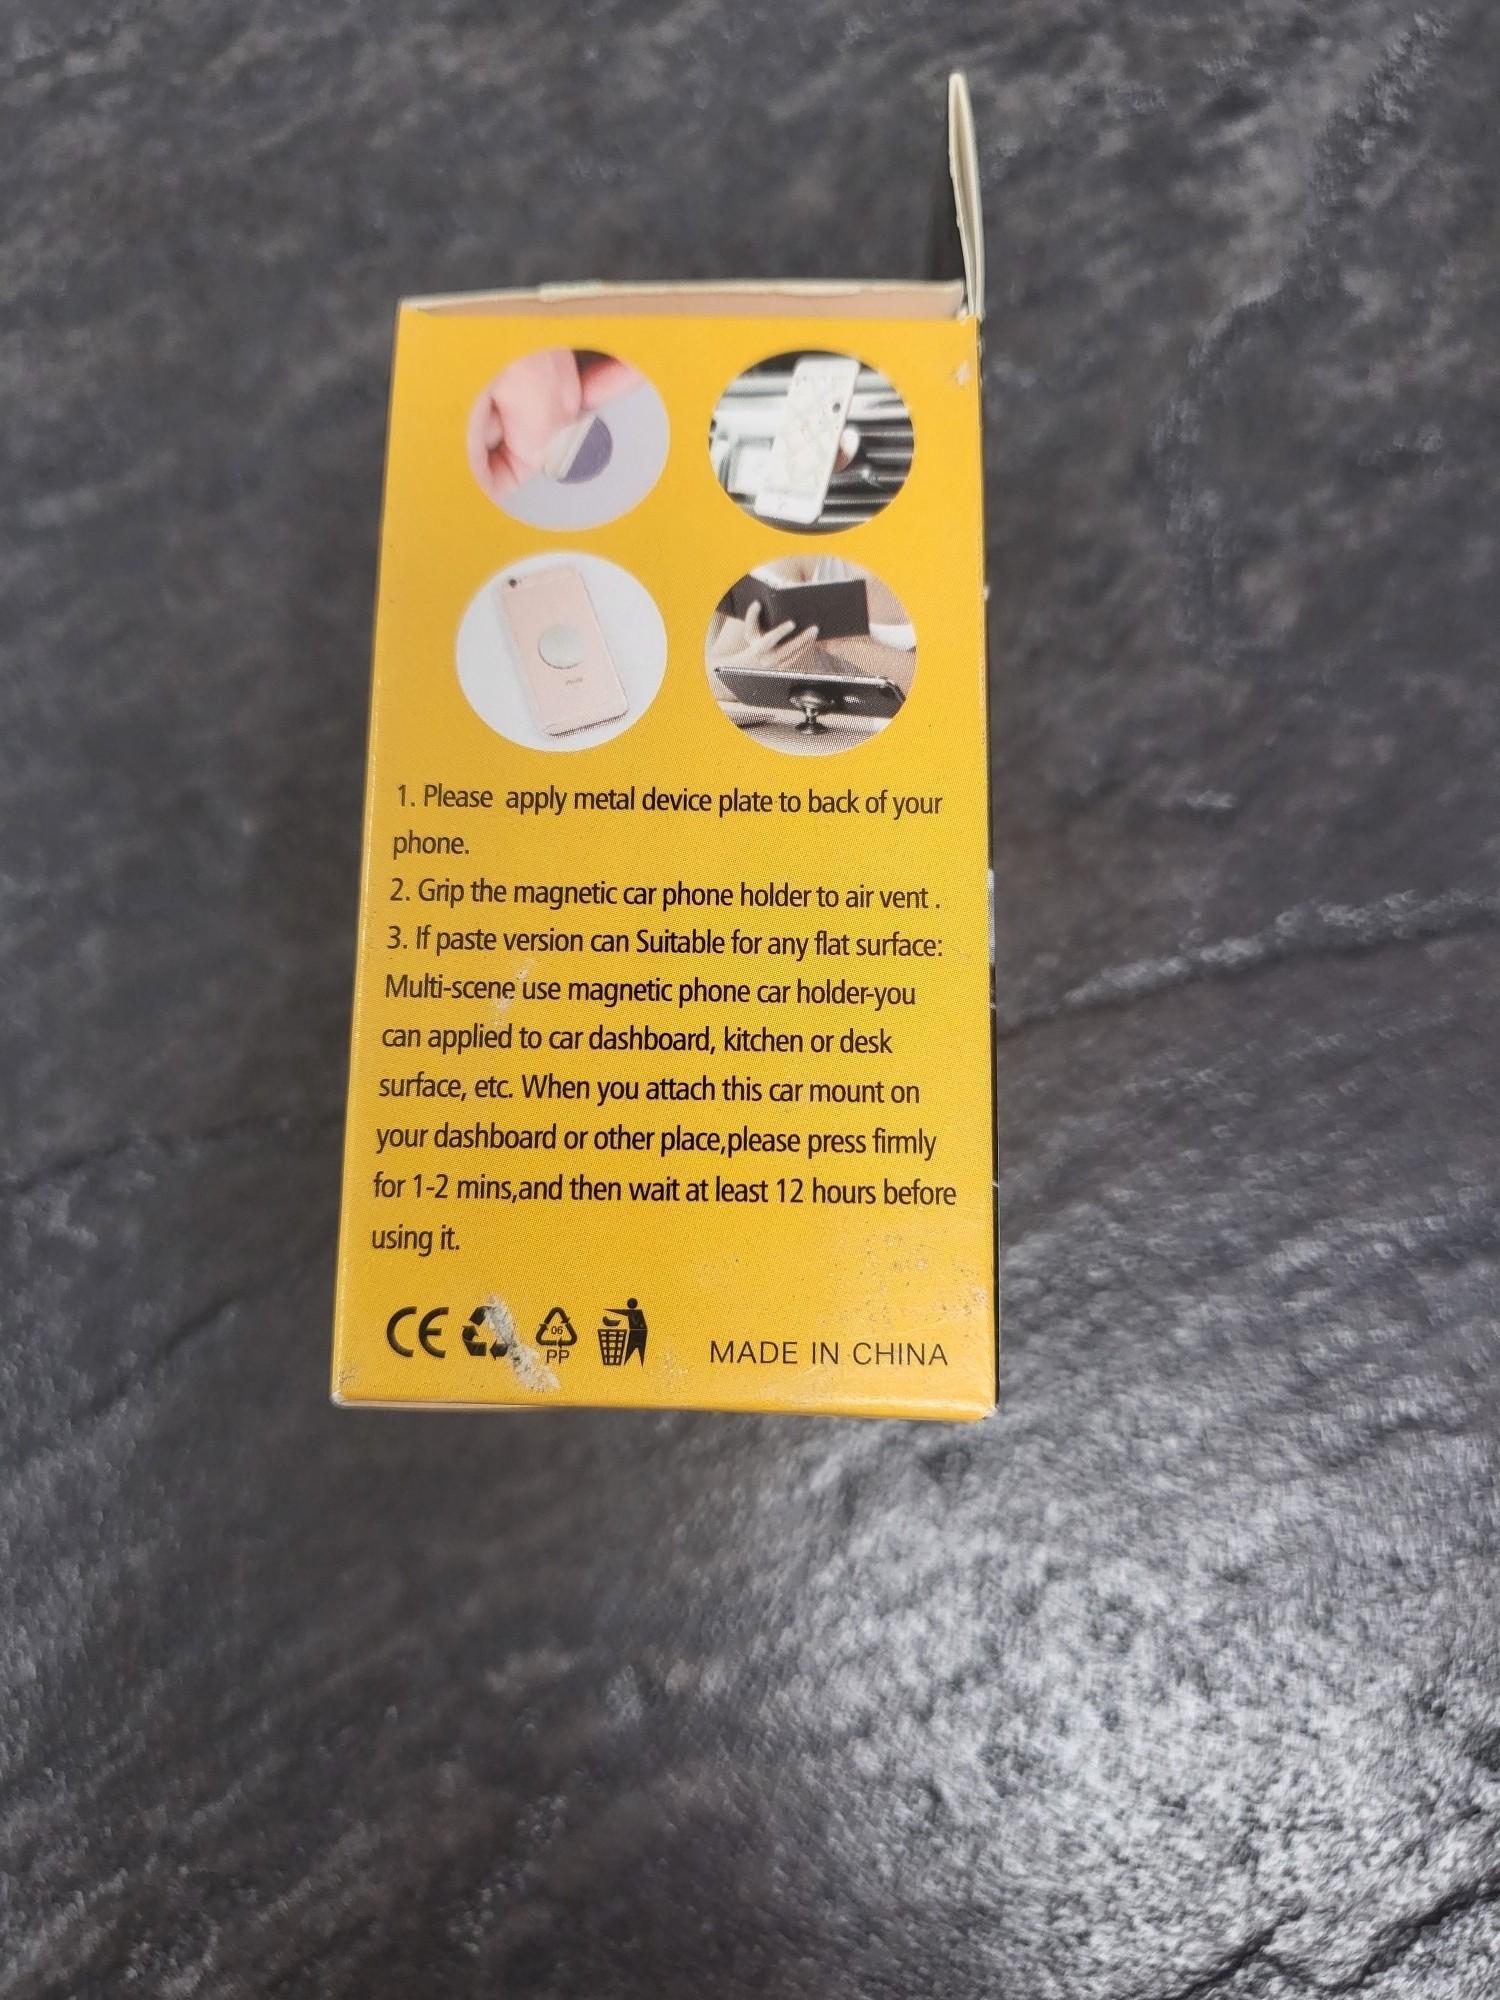 1. Please apply metal device plate to back of your
phone.
2. Grip the magnetic car phone holder to air vent .
3. If paste version can Suitable for any flat surface:
Multi-scene use magnetic phone car holder-you
can applied to car dashboard, kitchen or desk
surface, etc. When you attach this car mount on
your dashboard or other place,please press firmly
for 1-2 mins,and then wait at least 12 hours before
using it.
CE 06 PP MADE IN CHINA